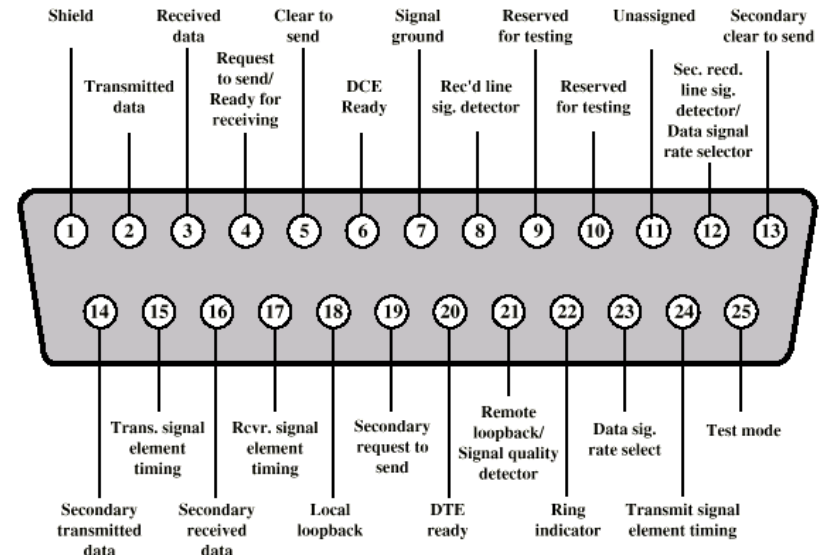 Shield
Transmitted
data
Received
data
Request
to send/
Ready for
receiving
Clear to
send
DCE
Ready
Signal
ground
Rec'd line
sig. detector
Reserved
for testing
Reserved
for testing
Unassigned
Sec. recd.
line sig.
detector/
Data signal
rate selector
Secondary
clear to send
1 2 3 4 5 6 7 8 9 10 11 12 13
14 15 16 17 18 19 20 21 22 23 24 25
Secondary
transmitted
data
Trans. signal
element
timing
Secondary
received
data
Rcvr. signal
element
timing
Local
loopback
Secondary
request to
send
DTE
ready
Remote
loopback/
Signal quality
detector
Ring
indicator
Data sig.
rate select
Transmit signal
element timing
Test mode